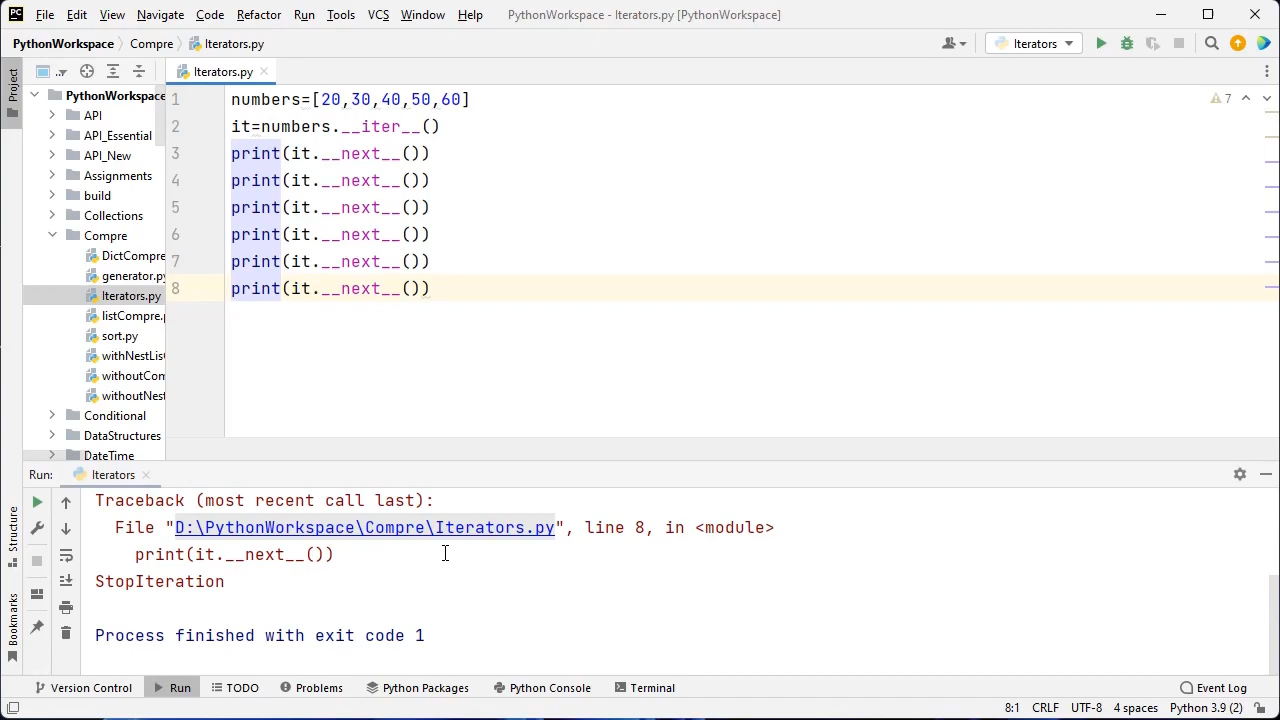 PC File Edit View Navigate Code Refactor Run Tools VCS Window Help PythonWorkspace - Iterators.py [PythonWorkspace]
PythonWorkspace Compre Iterators.py Iterators
Project
Iterators.py
PythonWorkspace
API
API_Essential
API_New
Assignments
build
Collections
Compre
DictCompre
generator.py
Iterators.py
listCompre.p
sort.py
withNestLis
withoutCom
withoutNest
Conditional
DataStructures
DateTime
1 numbers=[20,30,40,50,60]
2 it=numbers.__iter__()
3 print(it.__next__())
4 print(it.__next__())
5 print(it.__next__())
6 print(it.__next__())
7 print(it.__next__())
8 print(it.__next__())
7
Run: Iterators
Traceback (most recent call last):
File "D:\PythonWorkspace\Compre\Iterators.py", line 8, in <module>
print(it.__next__())
StopIteration
Process finished with exit code 1
Structure
Bookmarks
Version Control Run TODO Problems Python Packages Python Console Terminal Event Log
8:1 CRLF UTF-8 4 spaces Python 3.9 (2)